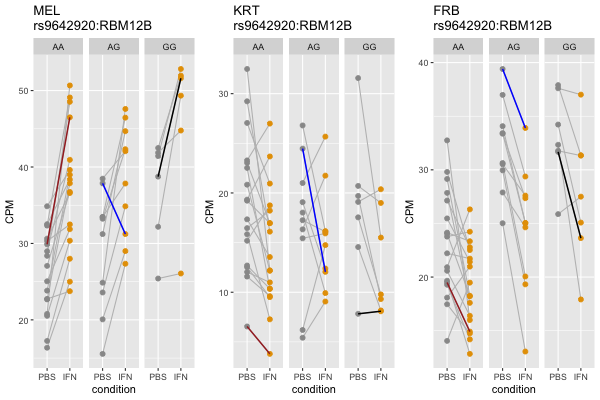 MEL
rs9642920:RBM12B
AA AG GG
CPM
50
40
30
20
PBS IFN PBS IFN PBS IFN
condition
KRT
rs9642920:RBM12B
AA AG GG
CPM
30
20
10
PBS IFN PBS IFN PBS IFN
condition
FRB
rs9642920:RBM12B
AA AG GG
CPM
40
30
20
PBS IFN PBS IFN PBS IFN
condition